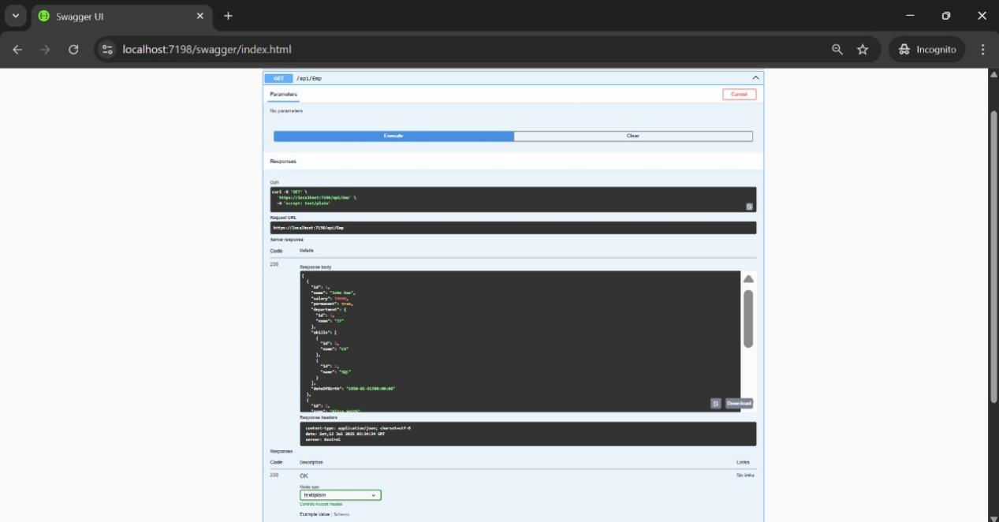 Swagger UI
localhost:7198/swagger/index.html
Incognito
GET /api/Emp
Parameters
Cancel
No parameters
Execute
Clear
Responses
Curl
curl -X 'GET' \
'https://localhost:7198/api/Emp' \
-H 'accept: text/plain'
Request URL
https://localhost:7198/api/Emp
Server response
Code Details
200
Response body
[
{
"id": 1,
"name": "John Doe",
"salary": 50000,
"permanent": true,
"department": {
"id": 1,
"name": "IT"
},
"skills": [
{
"id": 1,
"name": "C#"
},
{
"id": 2,
"name": "SQL"
}
],
"dateOfBirth": "1990-01-01T00:00:00"
},
{
"id": 2,
"name": "Alice Smith"
Download
Response headers
content-type: application/json; charset=utf-8
date: Sat,12 Jul 2025 03:34:34 GMT
server: Kestrel
Responses
Code Description Links
200 OK No links
Media type
text/plain
Controls Accept header.
Example Value | Schema